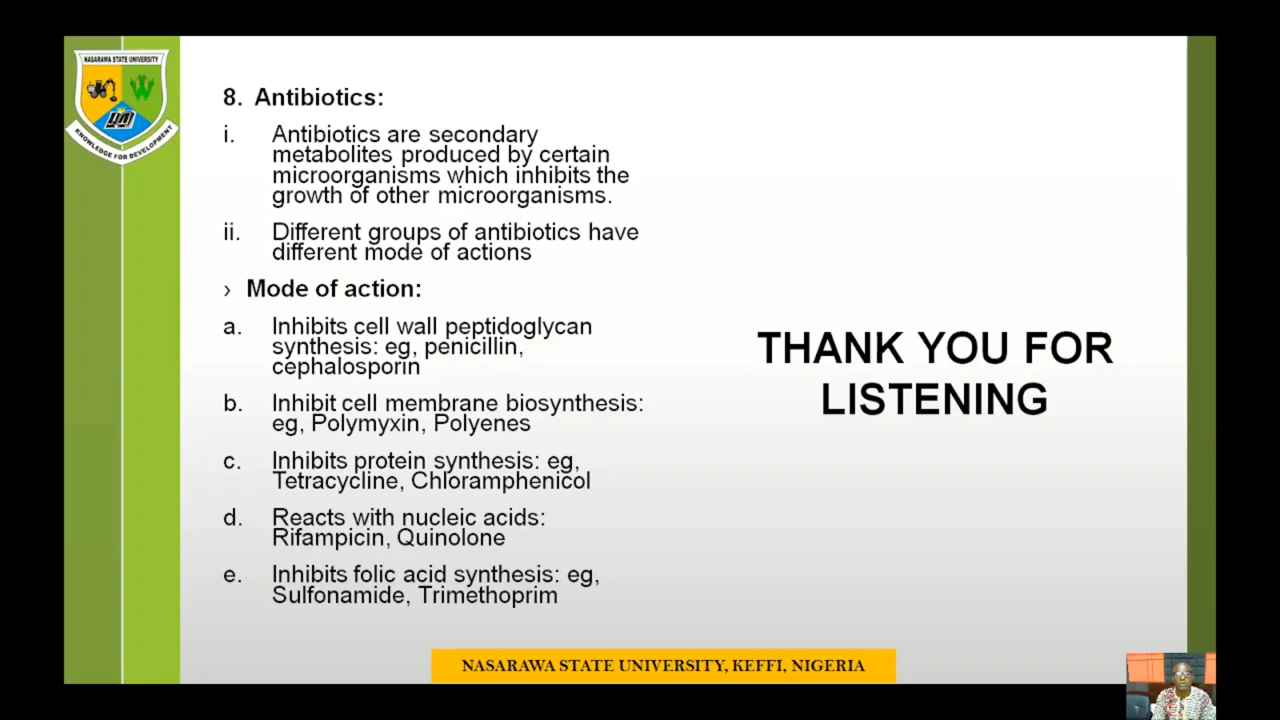 NASARAWA STATE UNIVERSITY
KNOWLEDGE FOR DEVELOPMENT
8. Antibiotics:
i. Antibiotics are secondary
metabolites produced by certain
microorganisms which inhibits the
growth of other microorganisms.
ii. Different groups of antibiotics have
different mode of actions
› Mode of action:
a. Inhibits cell wall peptidoglycan
synthesis: eg, penicillin,
cephalosporin
b. Inhibit cell membrane biosynthesis:
eg, Polymyxin, Polyenes
c. Inhibits protein synthesis: eg,
Tetracycline, Chloramphenicol
d. Reacts with nucleic acids:
Rifampicin, Quinolone
e. Inhibits folic acid synthesis: eg,
Sulfonamide, Trimethoprim
THANK YOU FOR
LISTENING
NASARAWA STATE UNIVERSITY, KEFFI, NIGERIA